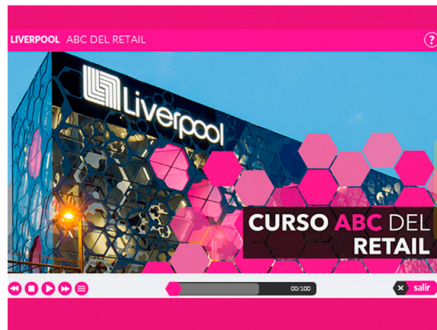 LIVERPOOL ABC DEL RETAIL
?
Liverpool
CURSO ABC DEL
RETAIL
00/100
salir